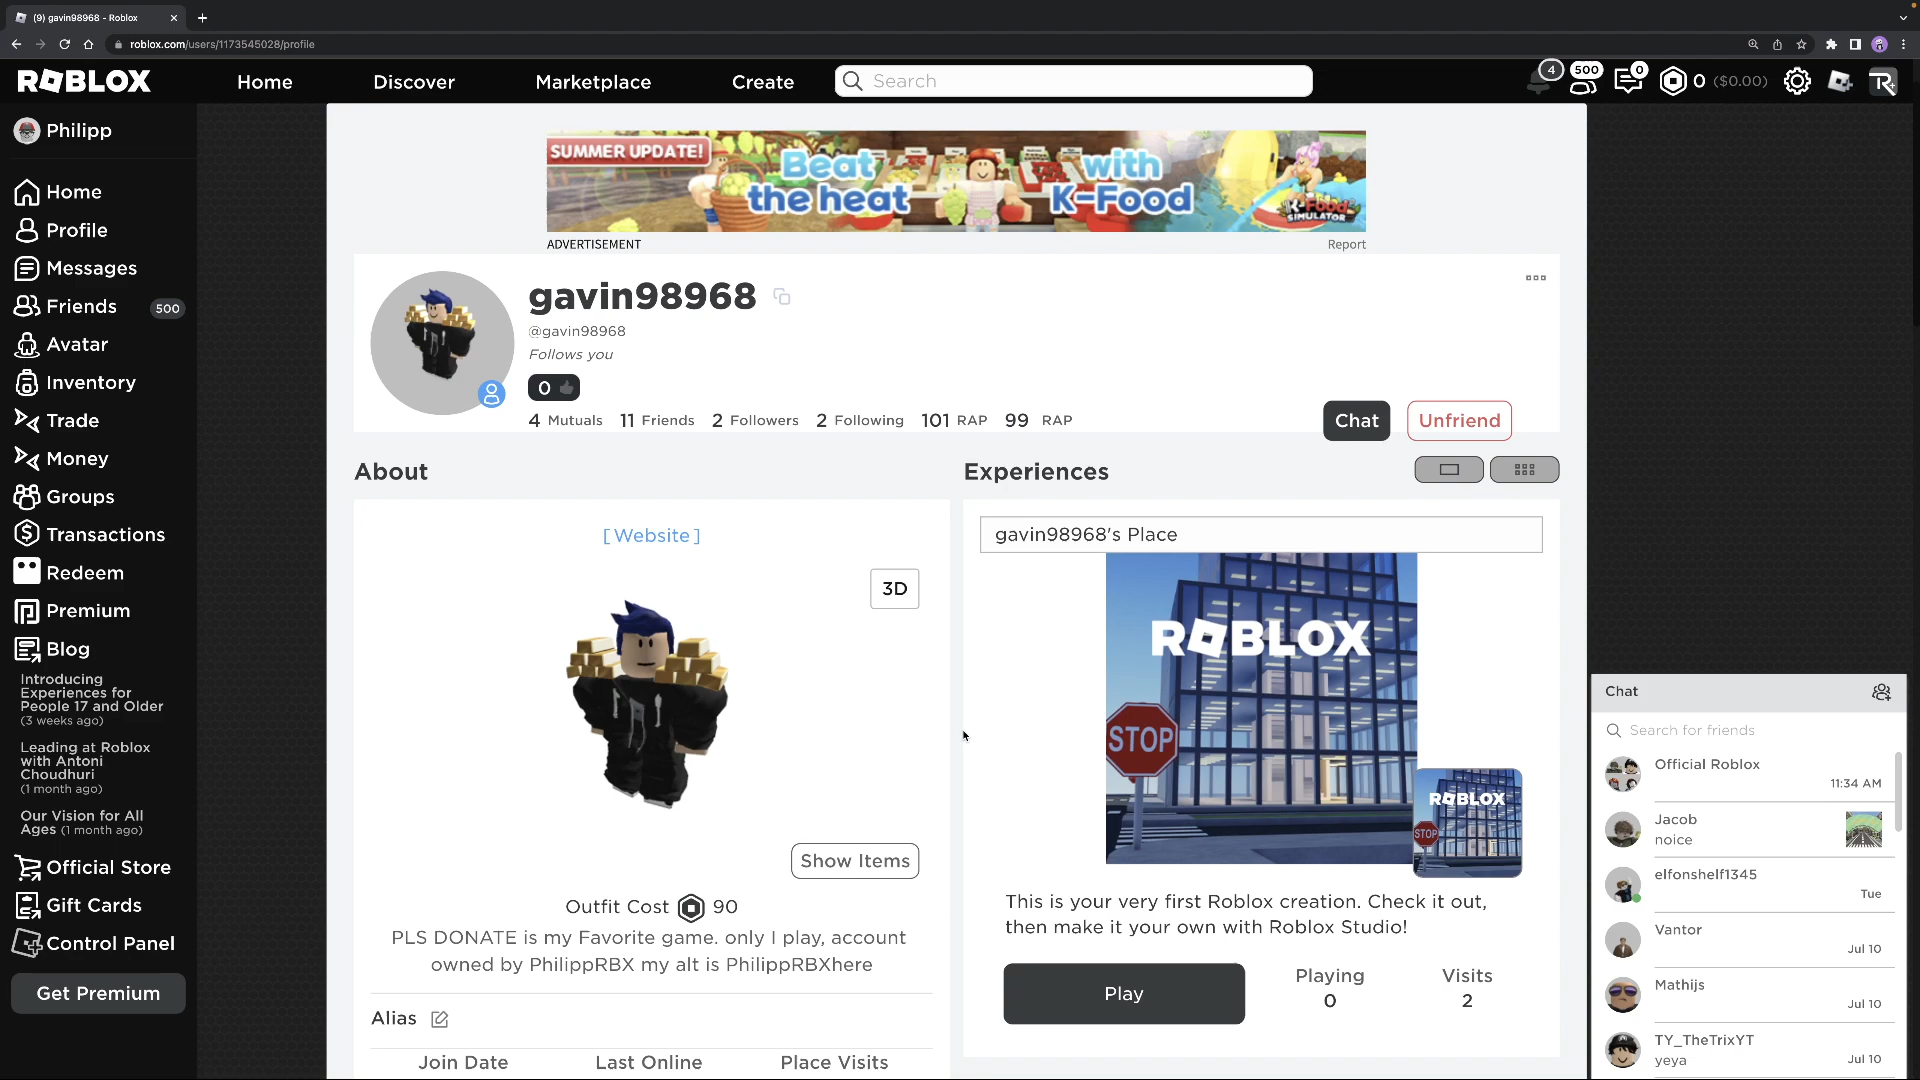 (9) gavin98968 - Roblox
roblox.com/users/1173545028/profile
ROBLOX
Home
Discover
Marketplace
Create
Search
4
500
0
0 ($0.00)
Philipp
Home
Profile
Messages
Friends 500
Avatar
Inventory
Trade
Money
Groups
Transactions
Redeem
Premium
Blog
Introducing
Experiences for
People 17 and Older
(3 weeks ago)
Leading at Roblox
with Antoni
Choudhuri
(1 month ago)
Our Vision for All
Ages (1 month ago)
Official Store
Gift Cards
Control Panel
Get Premium
SUMMER UPDATE!
Beat
the heat
with
K-Food
K-FOOD
SIMULATOR
ADVERTISEMENT
Report
gavin98968
@gavin98968
Follows you
0
4 Mutuals 11 Friends 2 Followers 2 Following 101 RAP 99 RAP
Chat
Unfriend
About
[ Website ]
3D
Show Items
Outfit Cost 90
PLS DONATE is my Favorite game. only I play, account
owned by PhilippRBX my alt is PhilippRBXhere
Alias
Join Date
Last Online
Place Visits
Experiences
gavin98968's Place
ROBLOX
STOP
ROBLOX
STOP
This is your very first Roblox creation. Check it out,
then make it your own with Roblox Studio!
Play
Playing
0
Visits
2
Chat
Search for friends
Official Roblox
11:34 AM
Jacob
noice
elfonshelf1345
Tue
Vantor
Jul 10
Mathijs
Jul 10
TY_TheTrixYT
yeya
Jul 10